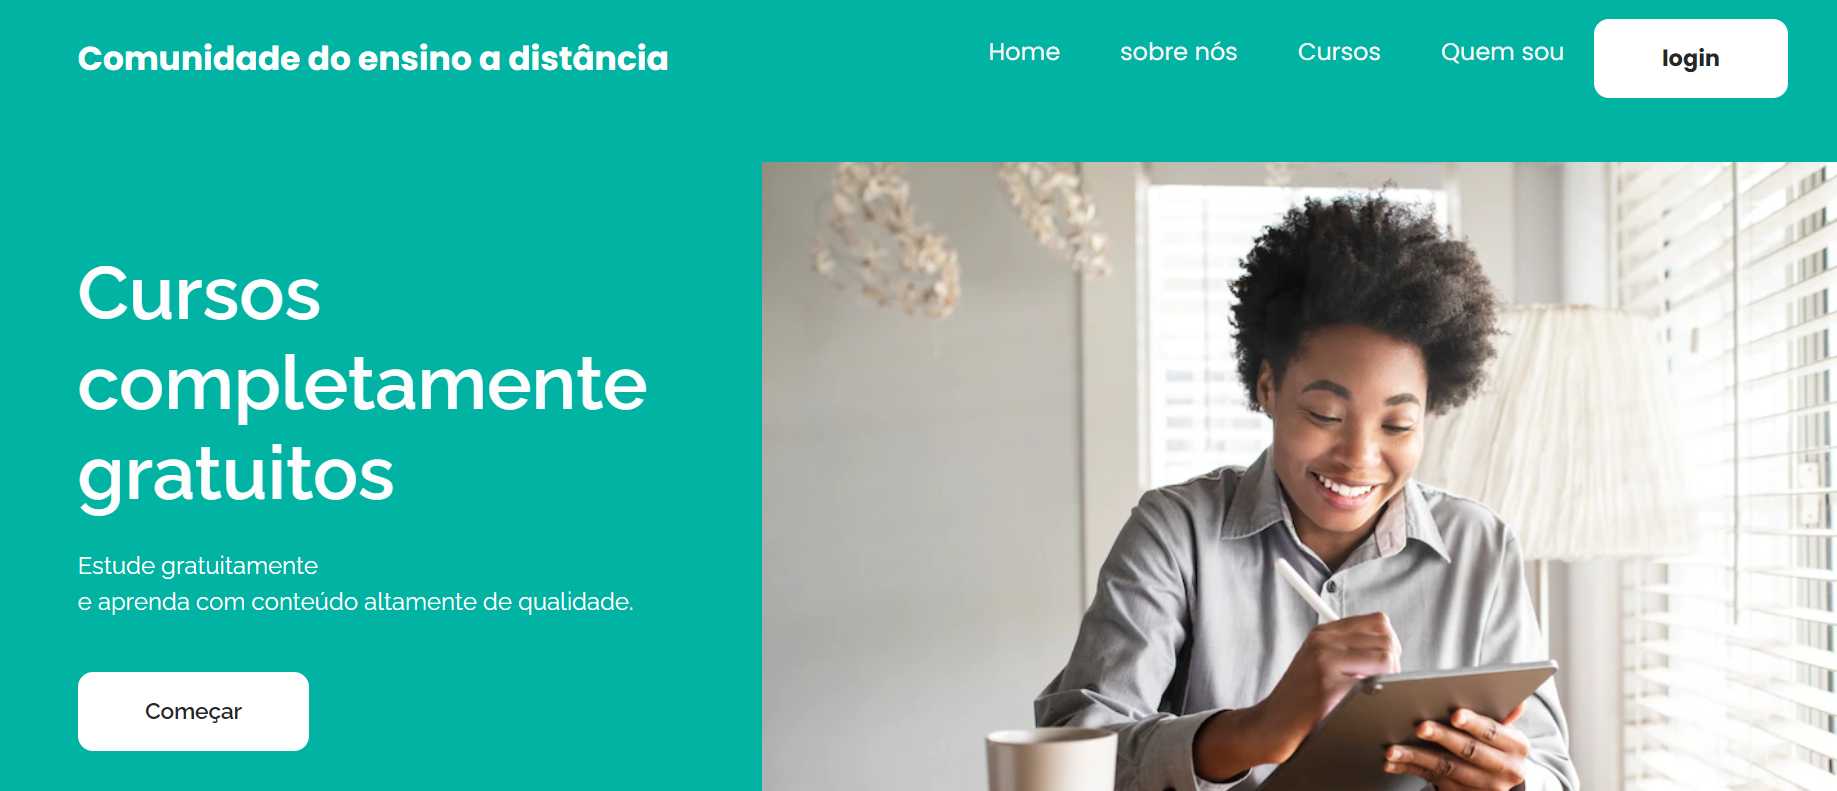 Comunidade do ensino a distância
Home
sobre nós
Cursos
Quem sou
login
Cursos
completamente
gratuitos
Estude gratuitamente
e aprenda com conteúdo altamente de qualidade.
Começar